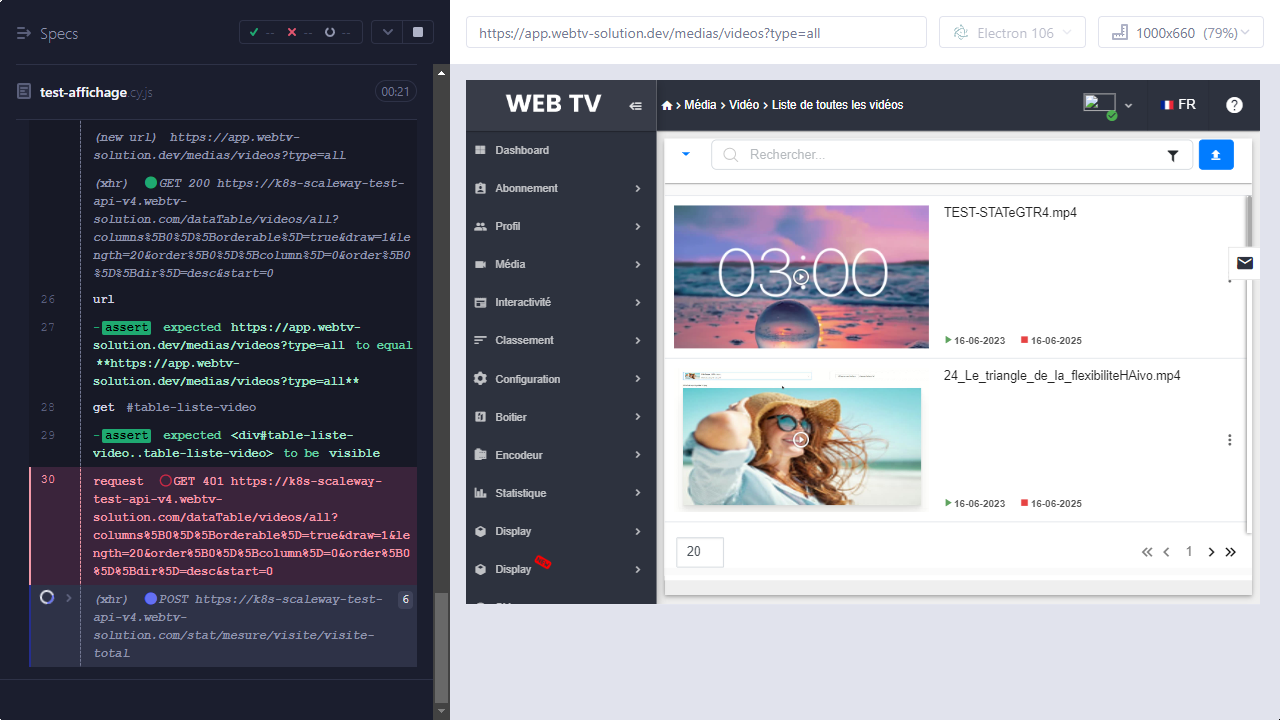 Specs
--
--
--
test-affichage.cy.js
00:21
(new url) https://app.webtv-
solution.dev/medias/videos?type=all
(xhr) GET 200 https://k8s-scaleway-test-
api-v4.webtv-
solution.com/dataTable/videos/all?
columns%5B0%5D%5Borderable%5D=true&draw=1&le
ngth=20&order%5B0%5D%5Bcolumn%5D=0&order%5B0
%5D%5Bdir%5D=desc&start=0
26 url
27 -assert expected https://app.webtv-
solution.dev/medias/videos?type=all to equal
**https://app.webtv-
solution.dev/medias/videos?type=all**
28 get #table-liste-video
29 -assert expected <div#table-liste-
video..table-liste-video> to be visible
30 request GET 401 https://k8s-scaleway-
test-api-v4.webtv-
solution.com/dataTable/videos/all?
columns%5B0%5D%5Borderable%5D=true&draw=1&le
ngth=20&order%5B0%5D%5Bcolumn%5D=0&order%5B0
%5D%5Bdir%5D=desc&start=0
(xhr) POST https://k8s-scaleway-test-
api-v4.webtv-
solution.com/stat/mesure/visite/visite-
total
6
https://app.webtv-solution.dev/medias/videos?type=all
Electron 106
1000x660 (79%)
WEB TV
Média > Vidéo > Liste de toutes les vidéos
FR
Dashboard
Abonnement
Profil
Média
Interactivité
Classement
Configuration
Boitier
Encodeur
Statistique
Display
Display
Rechercher...
03:00
TEST-STATeGTR4.mp4
16-06-2023
16-06-2025
24_Le_triangle_de_la_flexibiliteHAivo.mp4
16-06-2023
16-06-2025
20
1